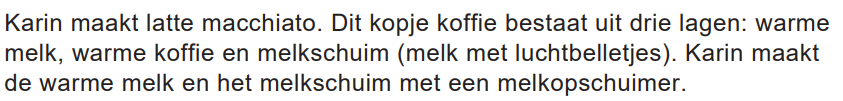 Karin maakt latte macchiato. Dit kopje koffie bestaat uit drie lagen: warme
melk, warme koffie en melkschuim (melk met luchtbelletjes). Karin maakt
de warme melk en het melkschuim met een melkopschuimer.